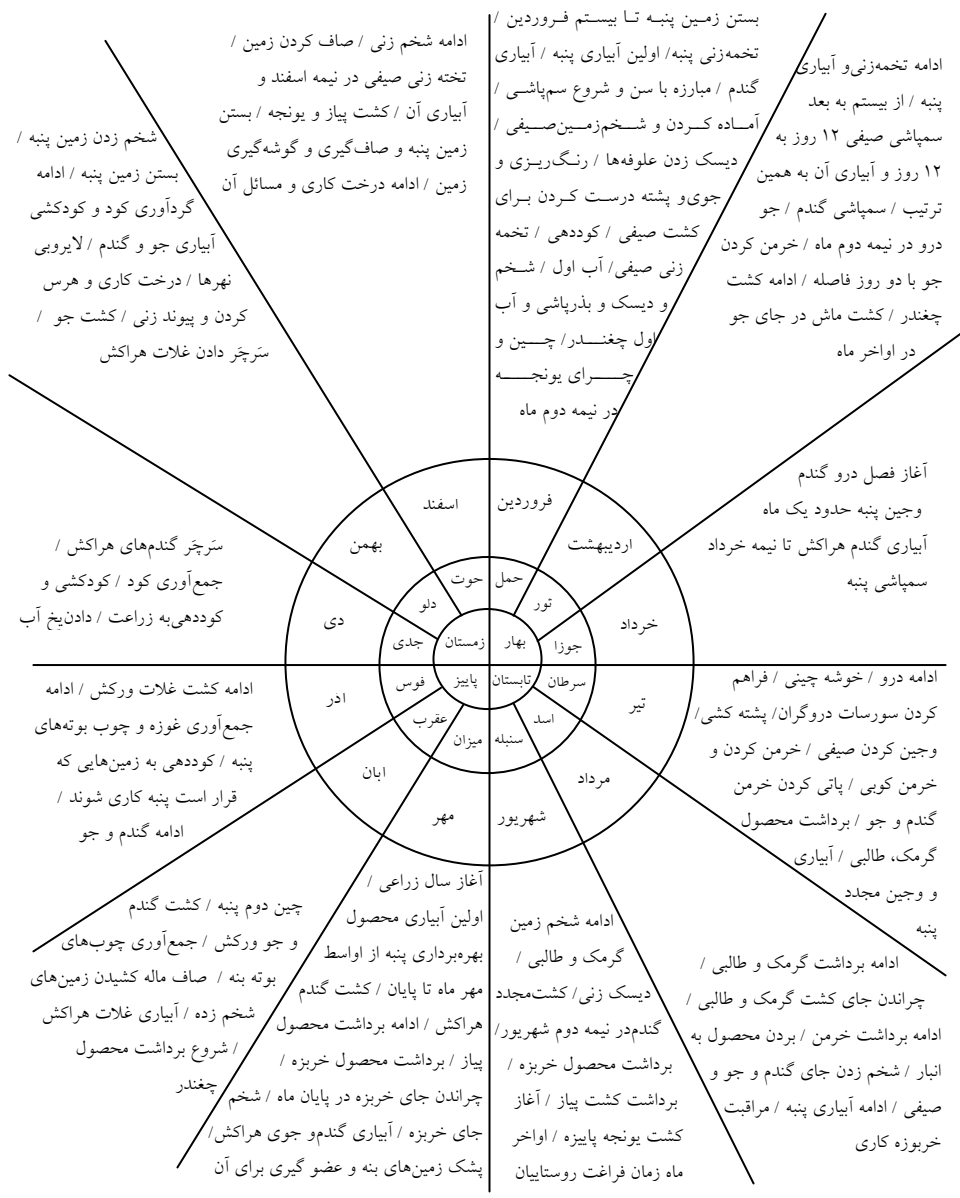 بستن زمین پنبه تا بیستم فروردین /
تخمه‌زنی پنبه/ اولین آبیاری پنبه / آبیاری
گندم / مبارزه با سن و شروع سم‌پاشی /
آماده کردن و شخم‌زمین‌صیفی /
دیسک زدن علوفه‌ها / رنگ‌ریزی و
جوی‌و پشته درست کردن برای
کشت صیفی / کوددهی / تخمه
زنی صیفی/ آب اول / شخم
و دیسک و بذرپاشی و آب
اول چغندر/ چین و
چرای یونجه
در نیمه دوم ماه
ادامه تخمه‌زنی‌و آبیاری
پنبه / از بیستم به بعد
سمپاشی صیفی ۱۲ روز به
۱۲ روز و آبیاری آن به همین
ترتیب / سمپاشی گندم / جو
درو در نیمه دوم ماه / خرمن کردن
جو با دو روز فاصله / ادامه کشت
چغندر / کشت ماش در جای جو
در اواخر ماه
آغاز فصل درو گندم
وجین پنبه حدود یک ماه
آبیاری گندم هراکش تا نیمه خرداد
سمپاشی پنبه
ادامه درو / خوشه چینی / فراهم
کردن سورسات دروگران/ پشته کشی/
وجین کردن صیفی / خرمن کردن و
خرمن کوبی / پاتی کردن خرمن
گندم و جو / برداشت محصول
گرمک، طالبی / آبیاری
و وجین مجدد
پنبه
ادامه برداشت گرمک و طالبی /
چراندن جای کشت گرمک و طالبی /
ادامه برداشت خرمن / بردن محصول به
انبار / شخم زدن جای گندم و جو و
صیفی / ادامه آبیاری پنبه / مراقبت
خربوزه کاری
ادامه شخم زمین
گرمک و طالبی /
دیسک زنی/ کشت‌مجدد
گندم‌در نیمه دوم شهریور/
برداشت محصول خربزه /
برداشت کشت پیاز / آغاز
کشت یونجه پاییزه / اواخر
ماه زمان فراغت روستاییان
آغاز سال زراعی /
اولین آبیاری محصول
بهره‌برداری پنبه از اواسط
مهر ماه تا پایان / کشت گندم
هراکش / ادامه برداشت محصول
پیاز / برداشت محصول خربزه /
چراندن جای خربزه در پایان ماه / شخم
جای خربزه / آبیاری گندم‌و جوی هراکش/
پشک زمین‌های بنه و عضو گیری برای آن
چین دوم پنبه / کشت گندم
و جو ورکش / جمع‌آوری چوب‌های
بوته بنه / صاف ماله کشیدن زمین‌های
شخم زده / آبیاری غلات هراکش
/ شروع برداشت محصول
چغندر
ادامه کشت غلات ورکش / ادامه
جمع‌آوری غوزه و چوب بوته‌های
پنبه / کوددهی به زمین‌هایی که
قرار است پنبه کاری شوند /
ادامه گندم و جو
سَرچَر گندم‌های هراکش /
جمع‌آوری کود / کودکشی و
کوددهی‌به زراعت / دادن‌یخ آب
شخم زدن زمین پنبه /
بستن زمین پنبه / ادامه
گردآوری کود و کودکشی
آبیاری جو و گندم / لایروبی
نهرها / درخت کاری و هرس
کردن و پیوند زنی / کشت جو /
سَرچَر دادن غلات هراکش
ادامه شخم زنی / صاف کردن زمین /
تخته زنی صیفی در نیمه اسفند و
آبیاری آن / کشت پیاز و یونجه / بستن
زمین پنبه و صاف‌گیری و گوشه‌گیری
زمین / ادامه درخت کاری و مسائل آن
فروردین
اردیبهشت
خرداد
تیر
مرداد
شهریور
مهر
ابان
اذر
دی
بهمن
اسفند
حمل
ثور
جوزا
سرطان
اسد
سنبله
میزان
عقرب
قوس
جدی
دلو
حوت
بهار
تابستان
پاییز
زمستان